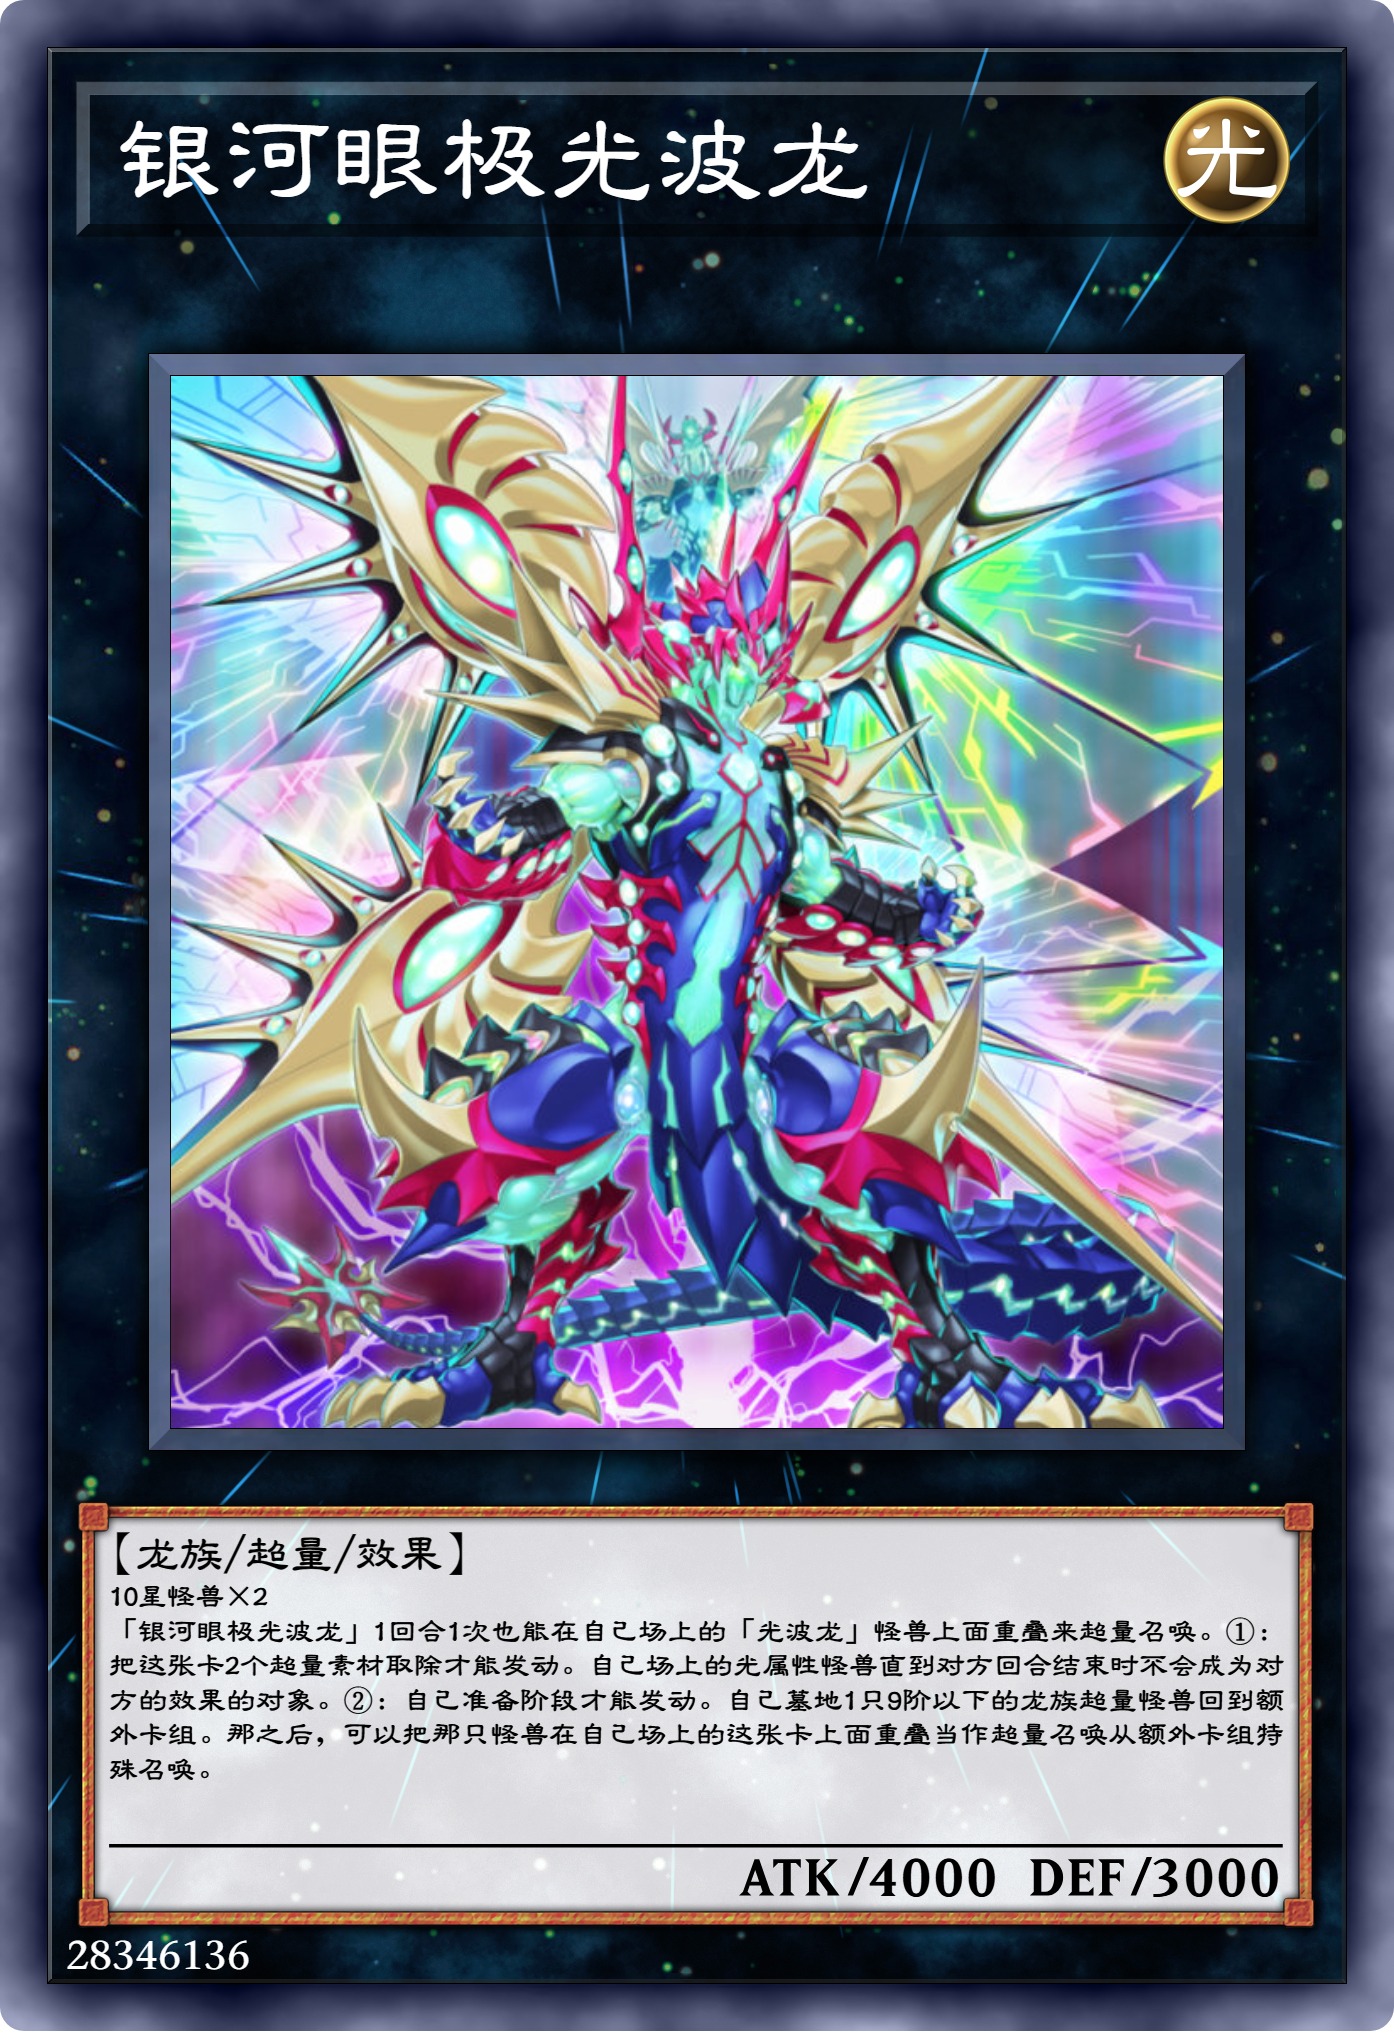 银河眼极光波龙
光
【龙族/超量/效果】
10星怪兽×2
「银河眼极光波龙」1回合1次也能在自己场上的「光波龙」怪兽上面重叠来超量召唤。①：
把这张卡2个超量素材取除才能发动。自己场上的光属性怪兽直到对方回合结束时不会成为对
方的效果的对象。②：自己准备阶段才能发动。自己墓地1只9阶以下的龙族超量怪兽回到额
外卡组。那之后，可以把那只怪兽在自己场上的这张卡上面重叠当作超量召唤从额外卡组特
殊召唤。
ATK/4000 DEF/3000
28346136